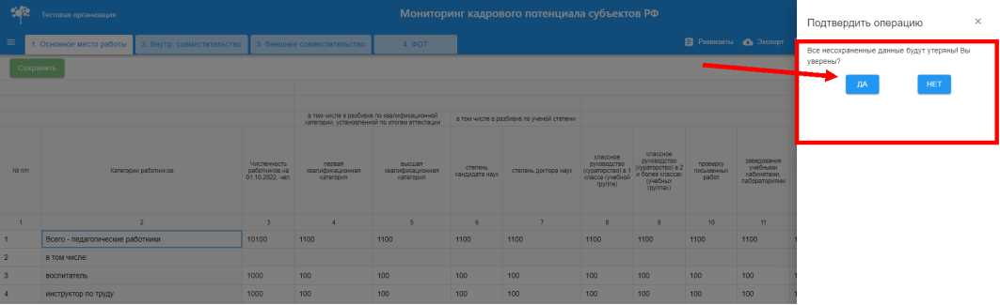 Тестовая организация
Мониторинг кадрового потенциала субъектов РФ
1. Основное место работы
2. Внутр. совместительство
3. Внешнее совместительство
4. ФОТ
Реквизиты
Экспорт
Сохранить
Подтвердить операцию
×
Все несохраненные данные будут утеряны! Вы
уверены?
ДА
НЕТ
в том числе в разбивке по квалификационной
категории, установленной по итогам аттестации
в том числе в разбивке по ученой степени
№ п/п
Категории работников
Численность
работников на
01.10.2022, чел.
первая
квалификационная
категория
высшая
квалификационная
категория
степень
кандидата наук
степень доктора наук
классное
руководство
(кураторство) в 1
классе (учебной
группе)
классное
руководство
(кураторство) в 2
и более классах
(учебных
группах)
проверку
письменных
работ
заведование
учебными
кабинетами,
лабораториями
1 2 3 4 5 6 7 8 9 10 11
1 Всего - педагогические работники 10100 1100 1100 1100 1100 1100 1100 1100 1100
2 в том числе:
3 воспитатель 1000 100 100 100 100 100 100 100 100
4 инструктор по труду 1000 100 100 100 100 100 100 100 100